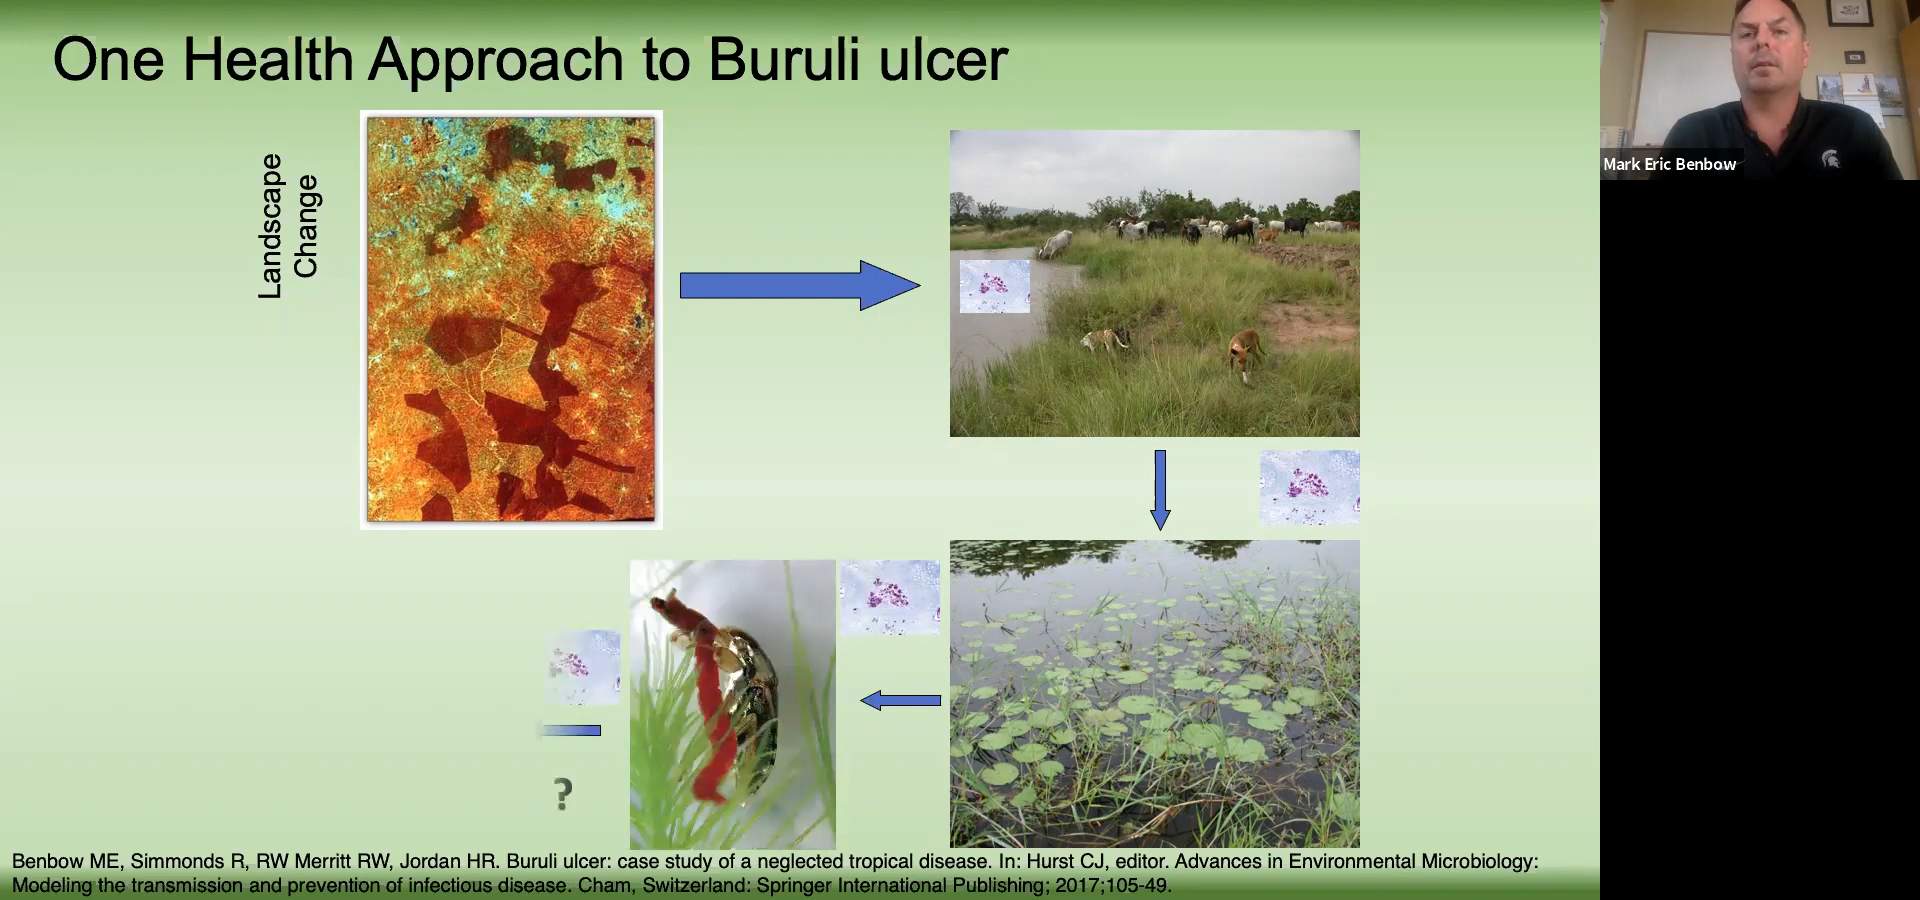 One Health Approach to Buruli ulcer
Landscape
Change
Mark Eric Benbow
?
Benbow ME, Simmonds R, RW Merritt RW, Jordan HR. Buruli ulcer: case study of a neglected tropical disease. In: Hurst CJ, editor. Advances in Environmental Microbiology:
Modeling the transmission and prevention of infectious disease. Cham, Switzerland: Springer International Publishing; 2017;105-49.